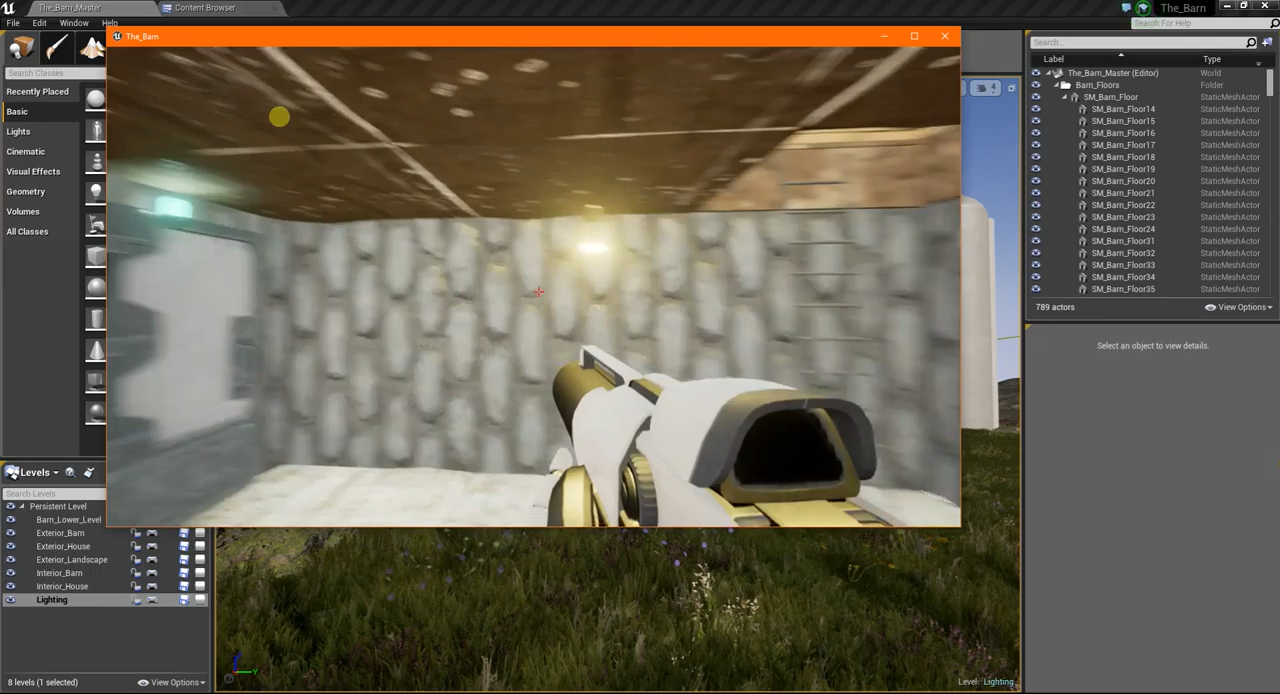 The_Barn_Master
Content Browser
The_Barn
File
Edit
Window
Help
Search For Help
The_Barn
Search Classes
Recently Placed
Basic
Lights
Cinematic
Visual Effects
Geometry
Volumes
All Classes
4
Search...
Label
Type
The_Barn_Master (Editor)
World
Barn_Floors
Folder
SM_Barn_Floor
StaticMeshActor
SM_Barn_Floor14
StaticMeshActor
SM_Barn_Floor15
StaticMeshActor
SM_Barn_Floor16
StaticMeshActor
SM_Barn_Floor17
StaticMeshActor
SM_Barn_Floor18
StaticMeshActor
SM_Barn_Floor19
StaticMeshActor
SM_Barn_Floor20
StaticMeshActor
SM_Barn_Floor21
StaticMeshActor
SM_Barn_Floor22
StaticMeshActor
SM_Barn_Floor23
StaticMeshActor
SM_Barn_Floor24
StaticMeshActor
SM_Barn_Floor31
StaticMeshActor
SM_Barn_Floor32
StaticMeshActor
SM_Barn_Floor33
StaticMeshActor
SM_Barn_Floor34
StaticMeshActor
SM_Barn_Floor35
StaticMeshActor
789 actors
View Options
Select an object to view details.
Levels
Search Levels
Persistent Level
Barn_Lower_Level
Exterior_Barn
Exterior_House
Exterior_Landscape
Interior_Barn
Interior_House
Lighting
8 levels (1 selected)
View Options
Z
Y
Level: Lighting